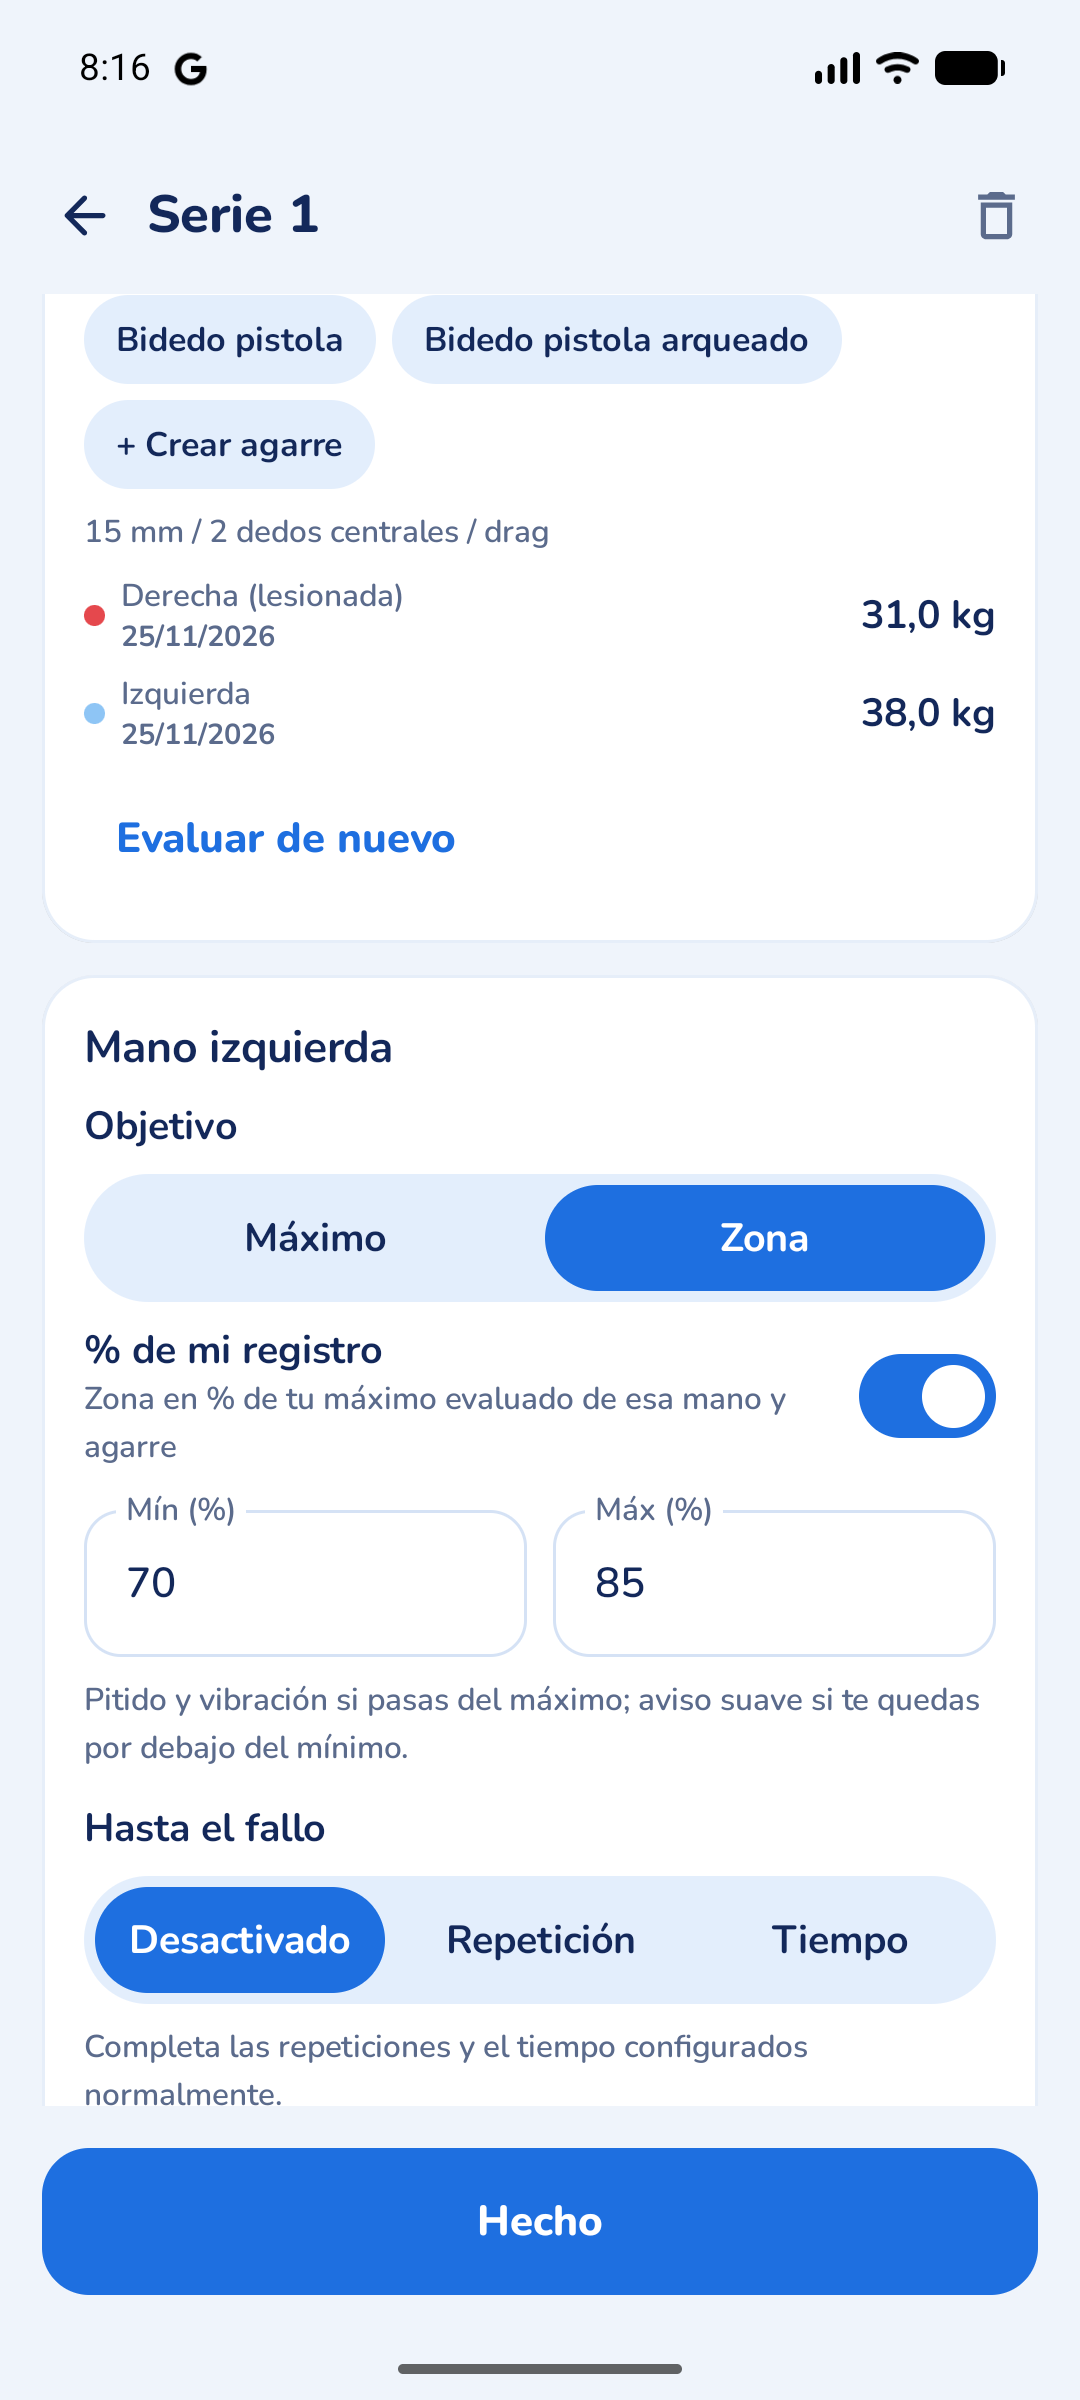 8:16
Serie 1
Bidedo pistola
Bidedo pistola arqueado
+ Crear agarre
15 mm / 2 dedos centrales / drag
Derecha (lesionada)
25/11/2026
31,0 kg
Izquierda
25/11/2026
38,0 kg
Evaluar de nuevo
Mano izquierda
Objetivo
Máximo
Zona
% de mi registro
Zona en % de tu máximo evaluado de esa mano y
agarre
Mín (%)
70
Máx (%)
85
Pitido y vibración si pasas del máximo; aviso suave si te quedas
por debajo del mínimo.
Hasta el fallo
Desactivado
Repetición
Tiempo
Completa las repeticiones y el tiempo configurados
normalmente.
Hecho